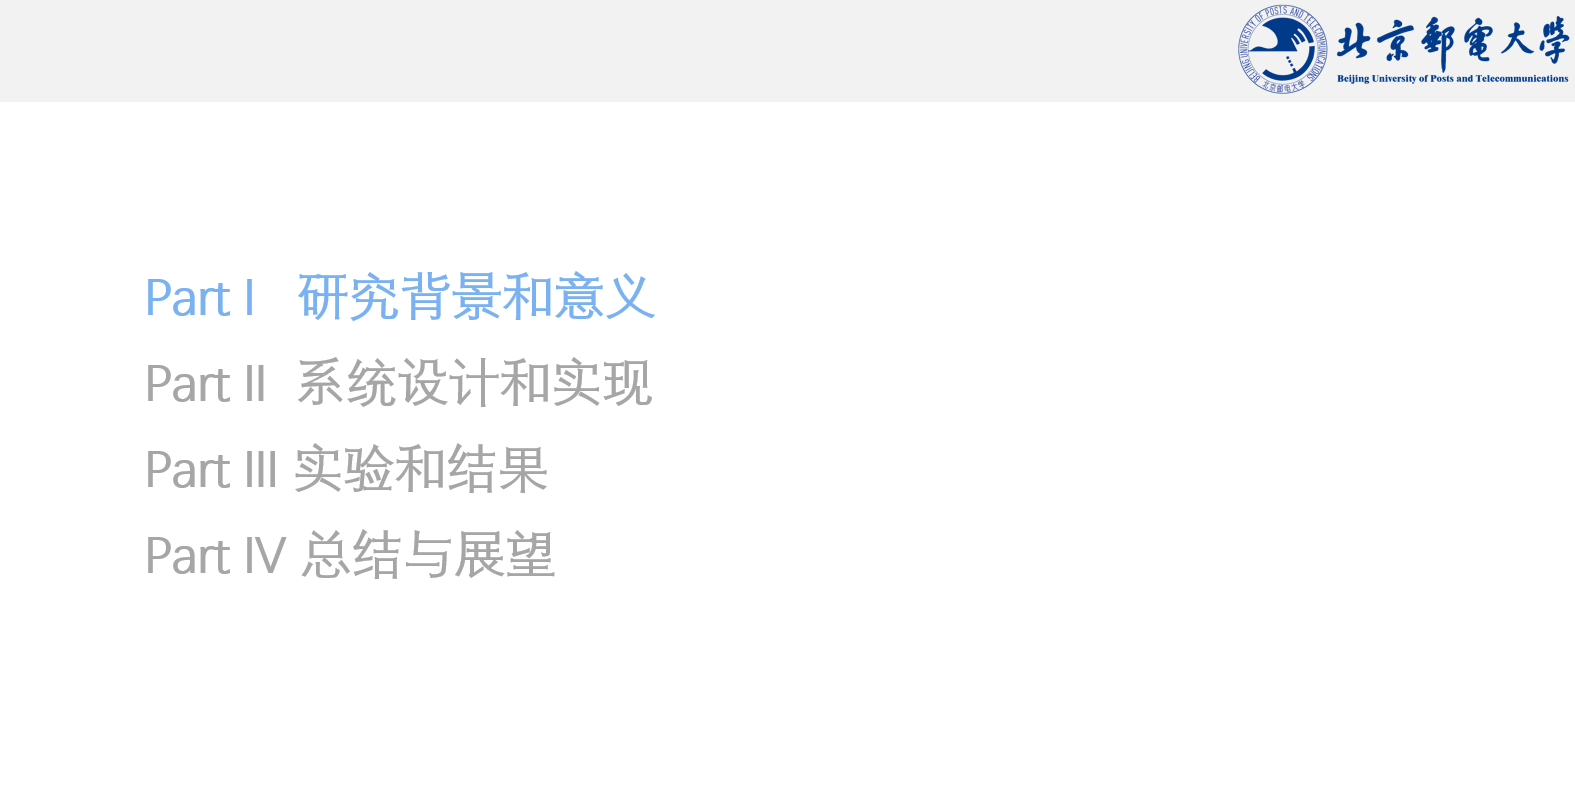 BEIJING UNIVERSITY OF POSTS AND TELECOMMUNICATIONS
北京邮电大学
北京郵電大學
Beijing University of Posts and Telecommunications
Part I 研究背景和意义
Part II 系统设计和实现
Part III 实验和结果
Part IV 总结与展望